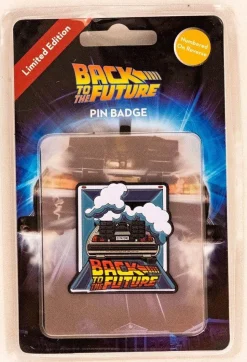 Limited Edition
Numbered
On Reverse
BACK
TO THE
FUTURE
PIN BADGE
BACK
TO THE
FUTURE